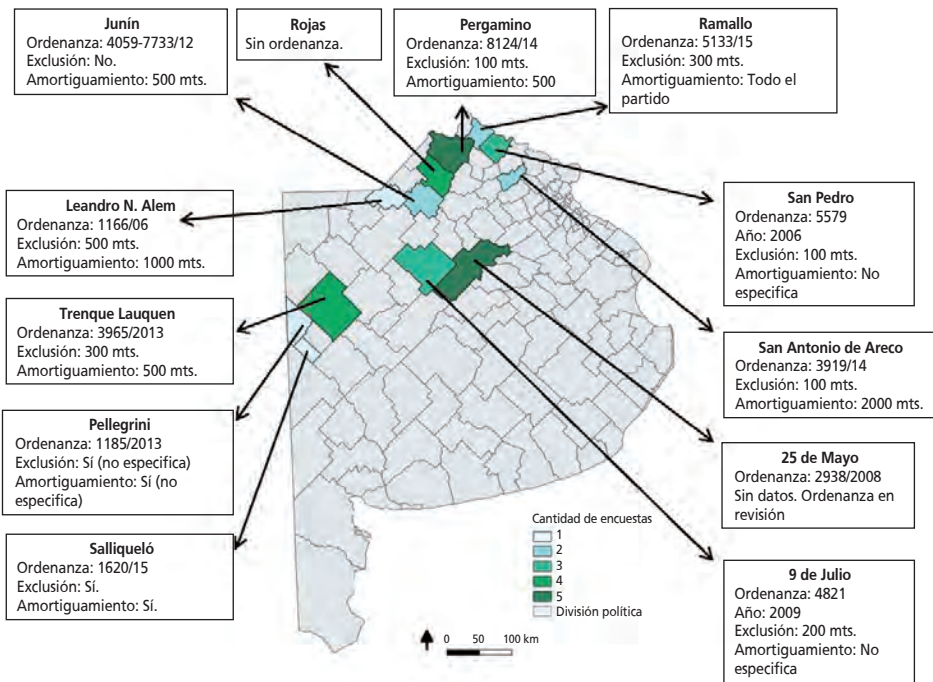 Junín
Ordenanza: 4059-7733/12
Exclusión: No.
Amortiguamiento: 500 mts.
Rojas
Sin ordenanza.
Pergamino
Ordenanza: 8124/14
Exclusión: 100 mts.
Amortiguamiento: 500
Ramallo
Ordenanza: 5133/15
Exclusión: 300 mts.
Amortiguamiento: Todo el
partido
Leandro N. Alem
Ordenanza: 1166/06
Exclusión: 500 mts.
Amortiguamiento: 1000 mts.
San Pedro
Ordenanza: 5579
Año: 2006
Exclusión: 100 mts.
Amortiguamiento: No
especifica
Trenque Lauquen
Ordenanza: 3965/2013
Exclusión: 300 mts.
Amortiguamiento: 500 mts.
San Antonio de Areco
Ordenanza: 3919/14
Exclusión: 100 mts.
Amortiguamiento: 2000 mts.
Pellegrini
Ordenanza: 1185/2013
Exclusión: Sí (no especifica)
Amortiguamiento: Sí (no
especifica)
25 de Mayo
Ordenanza: 2938/2008
Sin datos. Ordenanza en
revisión
Salliqueló
Ordenanza: 1620/15
Exclusión: Sí.
Amortiguamiento: Sí.
Cantidad de encuestas
1
2
3
4
5
División política
0 50 100 km
9 de Julio
Ordenanza: 4821
Año: 2009
Exclusión: 200 mts.
Amortiguamiento: No
especifica